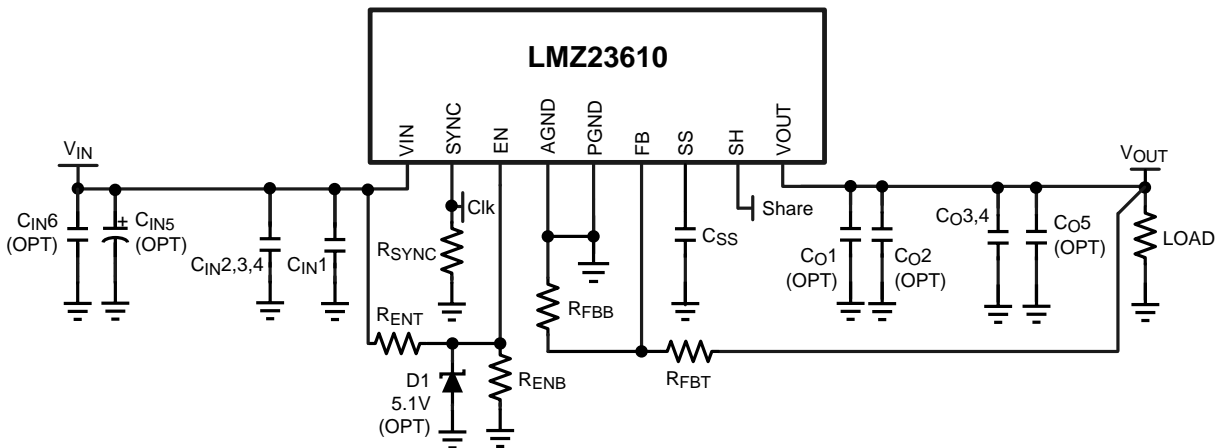 LMZ23610
VIN
SYNC
EN
AGND
PGND
FB
SS
SH
VOUT
VIN
VOUT
CIN6
(OPT)
CIN5
(OPT)
+
CIN2,3,4
CIN1
Clk
RSYNC
RENT
D1
5.1V
(OPT)
RENB
RFBB
RFBT
CSS
Share
CO1
(OPT)
CO2
(OPT)
CO3,4
CO5
(OPT)
LOAD